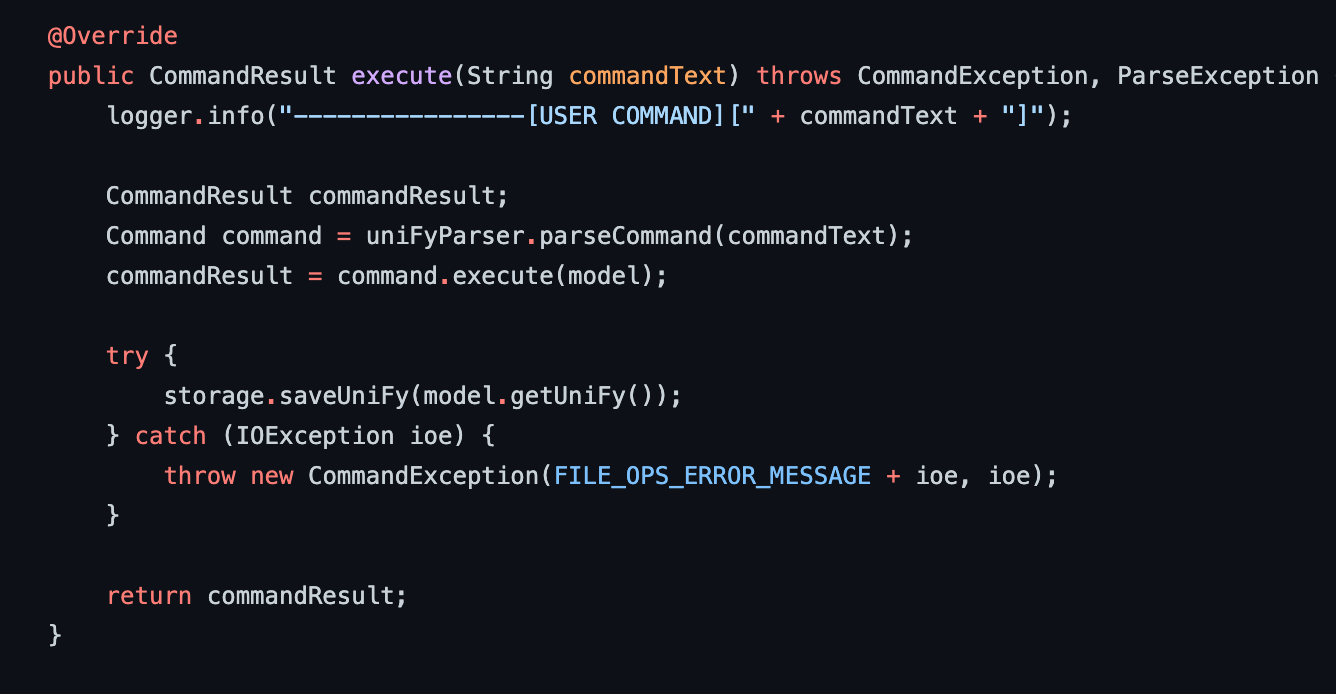 @Override
public CommandResult execute(String commandText) throws CommandException, ParseException
    logger.info("----------------[USER COMMAND][" + commandText + "]");

    CommandResult commandResult;
    Command command = uniFyParser.parseCommand(commandText);
    commandResult = command.execute(model);

    try {
        storage.saveUniFy(model.getUniFy());
    } catch (IOException ioe) {
        throw new CommandException(FILE_OPS_ERROR_MESSAGE + ioe, ioe);
    }

    return commandResult;
}